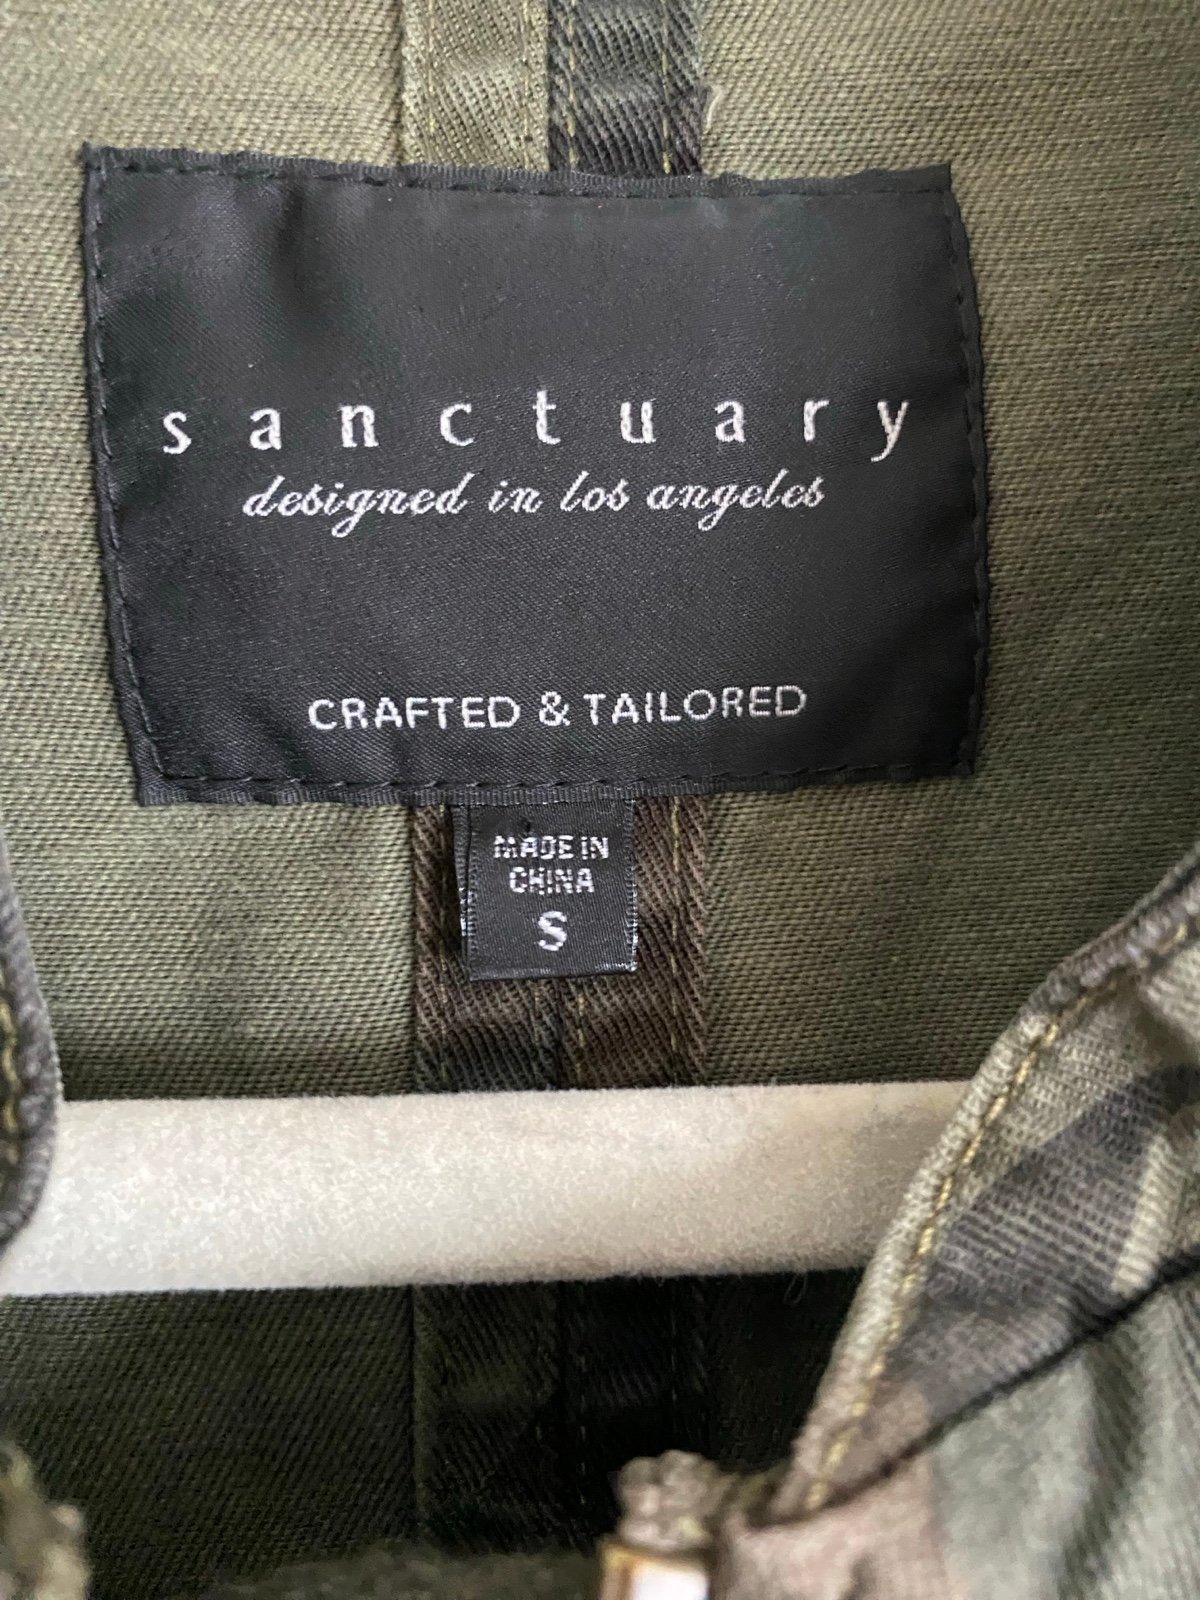 sanctuary
designed in los angeles
CRAFTED & TAILORED
MADE IN
CHINA
S